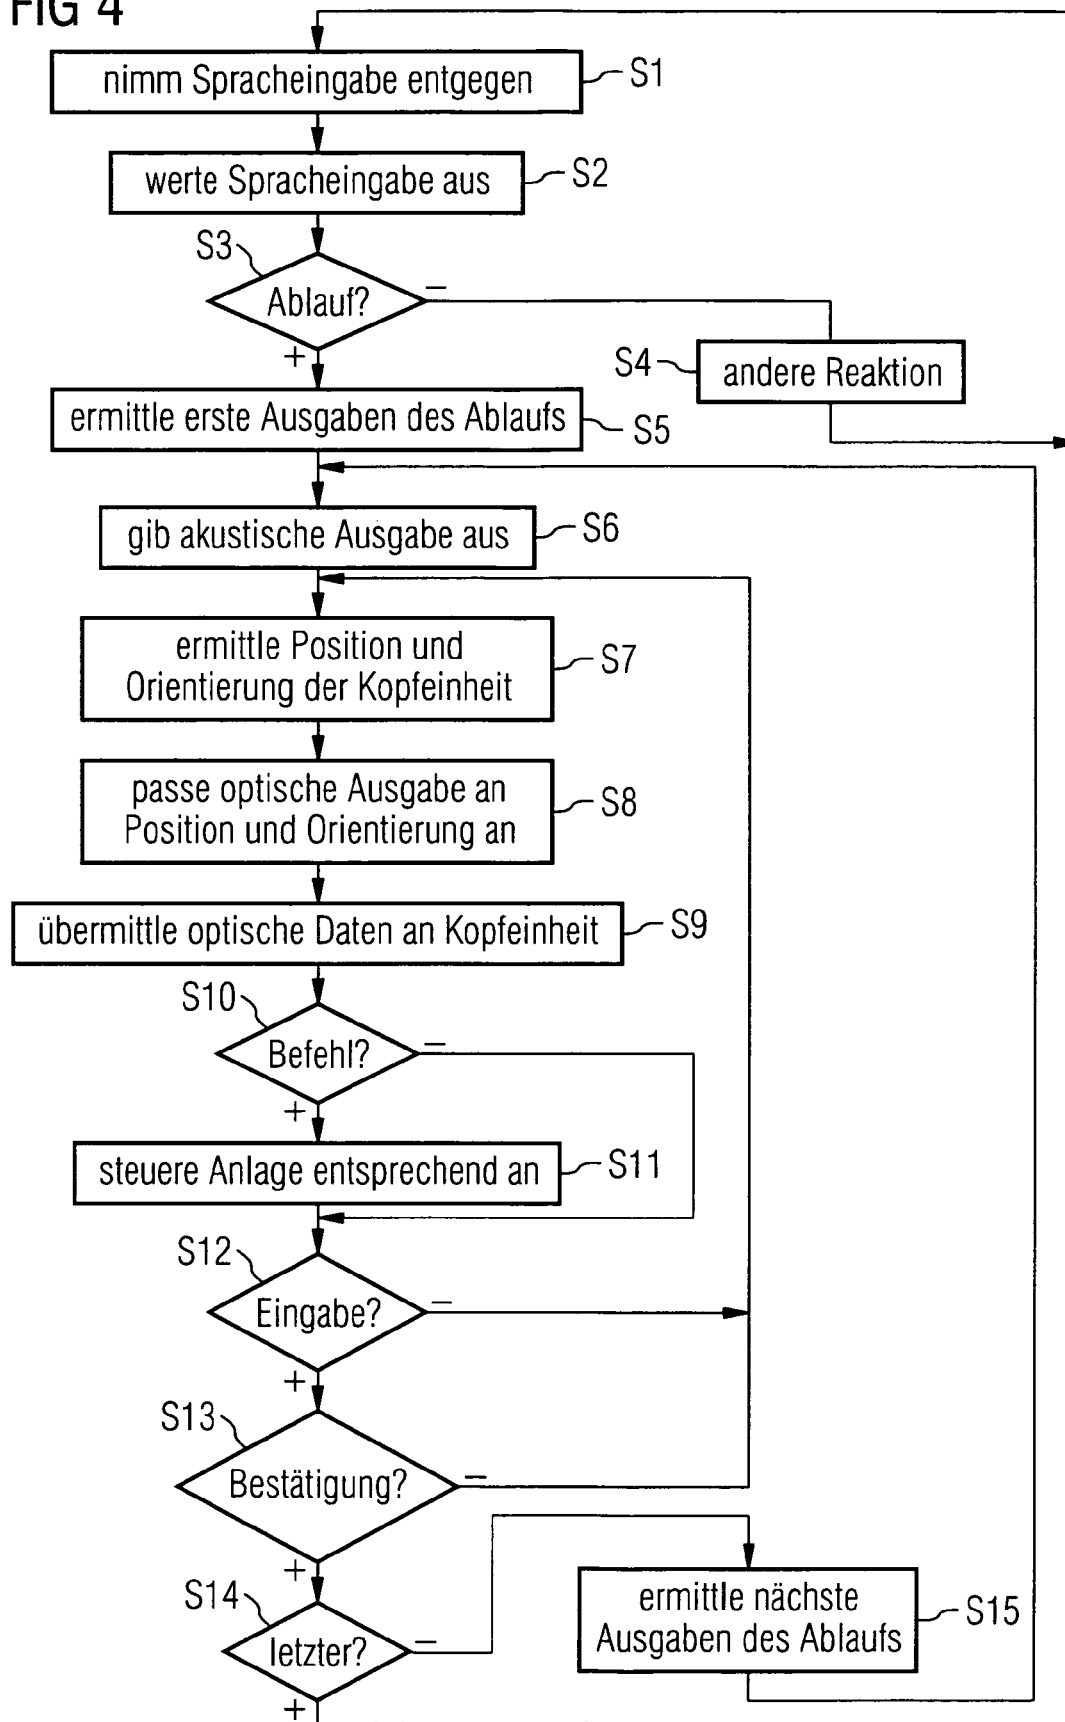 FIG 4
nimm Spracheingabe entgegen
S1
werte Spracheingabe aus
S2
S3
Ablauf?
−
+
S4
andere Reaktion
ermittle erste Ausgaben des Ablaufs
S5
gib akustische Ausgabe aus
S6
ermittle Position und
Orientierung der Kopfeinheit
S7
passe optische Ausgabe an
Position und Orientierung an
S8
übermittle optische Daten an Kopfeinheit
S9
S10
Befehl?
−
+
steuere Anlage entsprechend an
S11
S12
Eingabe?
−
+
S13
Bestätigung?
−
+
S14
letzter?
−
+
ermittle nächste
Ausgaben des Ablaufs
S15